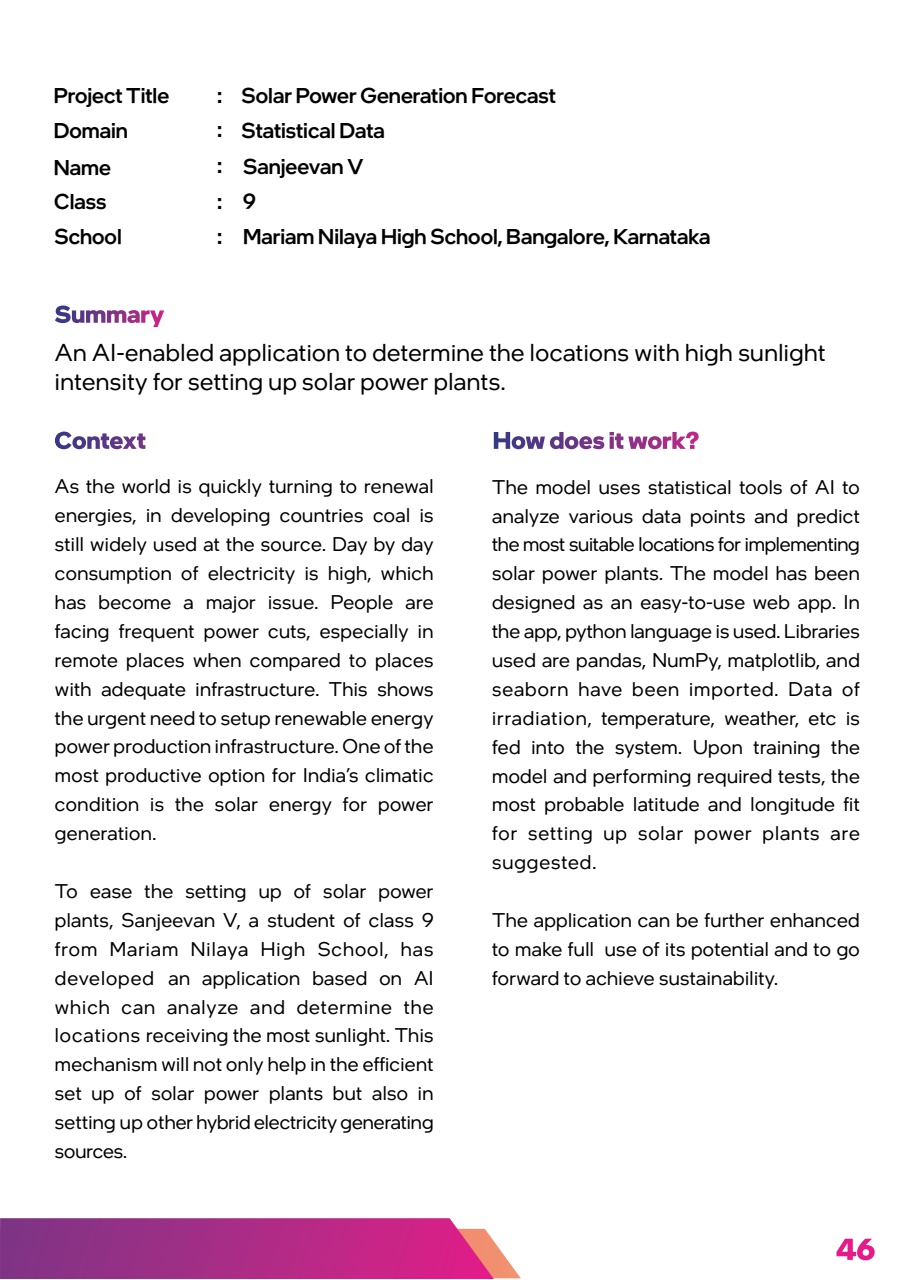 Project Title : Solar Power Generation Forecast
Domain : Statistical Data
Name : Sanjeevan V
Class : 9
School : Mariam Nilaya High School, Bangalore, Karnataka
Summary
An AI-enabled application to determine the locations with high sunlight
intensity for setting up solar power plants.
Context
As the world is quickly turning to renewal
energies, in developing countries coal is
still widely used at the source. Day by day
consumption of electricity is high, which
has become a major issue. People are
facing frequent power cuts, especially in
remote places when compared to places
with adequate infrastructure. This shows
the urgent need to setup renewable energy
power production infrastructure. One of the
most productive option for India’s climatic
condition is the solar energy for power
generation.
To ease the setting up of solar power
plants, Sanjeevan V, a student of class 9
from Mariam Nilaya High School, has
developed an application based on AI
which can analyze and determine the
locations receiving the most sunlight. This
mechanism will not only help in the efficient
set up of solar power plants but also in
setting up other hybrid electricity generating
sources.
How does it work?
The model uses statistical tools of AI to
analyze various data points and predict
the most suitable locations for implementing
solar power plants. The model has been
designed as an easy-to-use web app. In
the app, python language is used. Libraries
used are pandas, NumPy, matplotlib, and
seaborn have been imported. Data of
irradiation, temperature, weather, etc is
fed into the system. Upon training the
model and performing required tests, the
most probable latitude and longitude fit
for setting up solar power plants are
suggested.
The application can be further enhanced
to make full use of its potential and to go
forward to achieve sustainability.
46